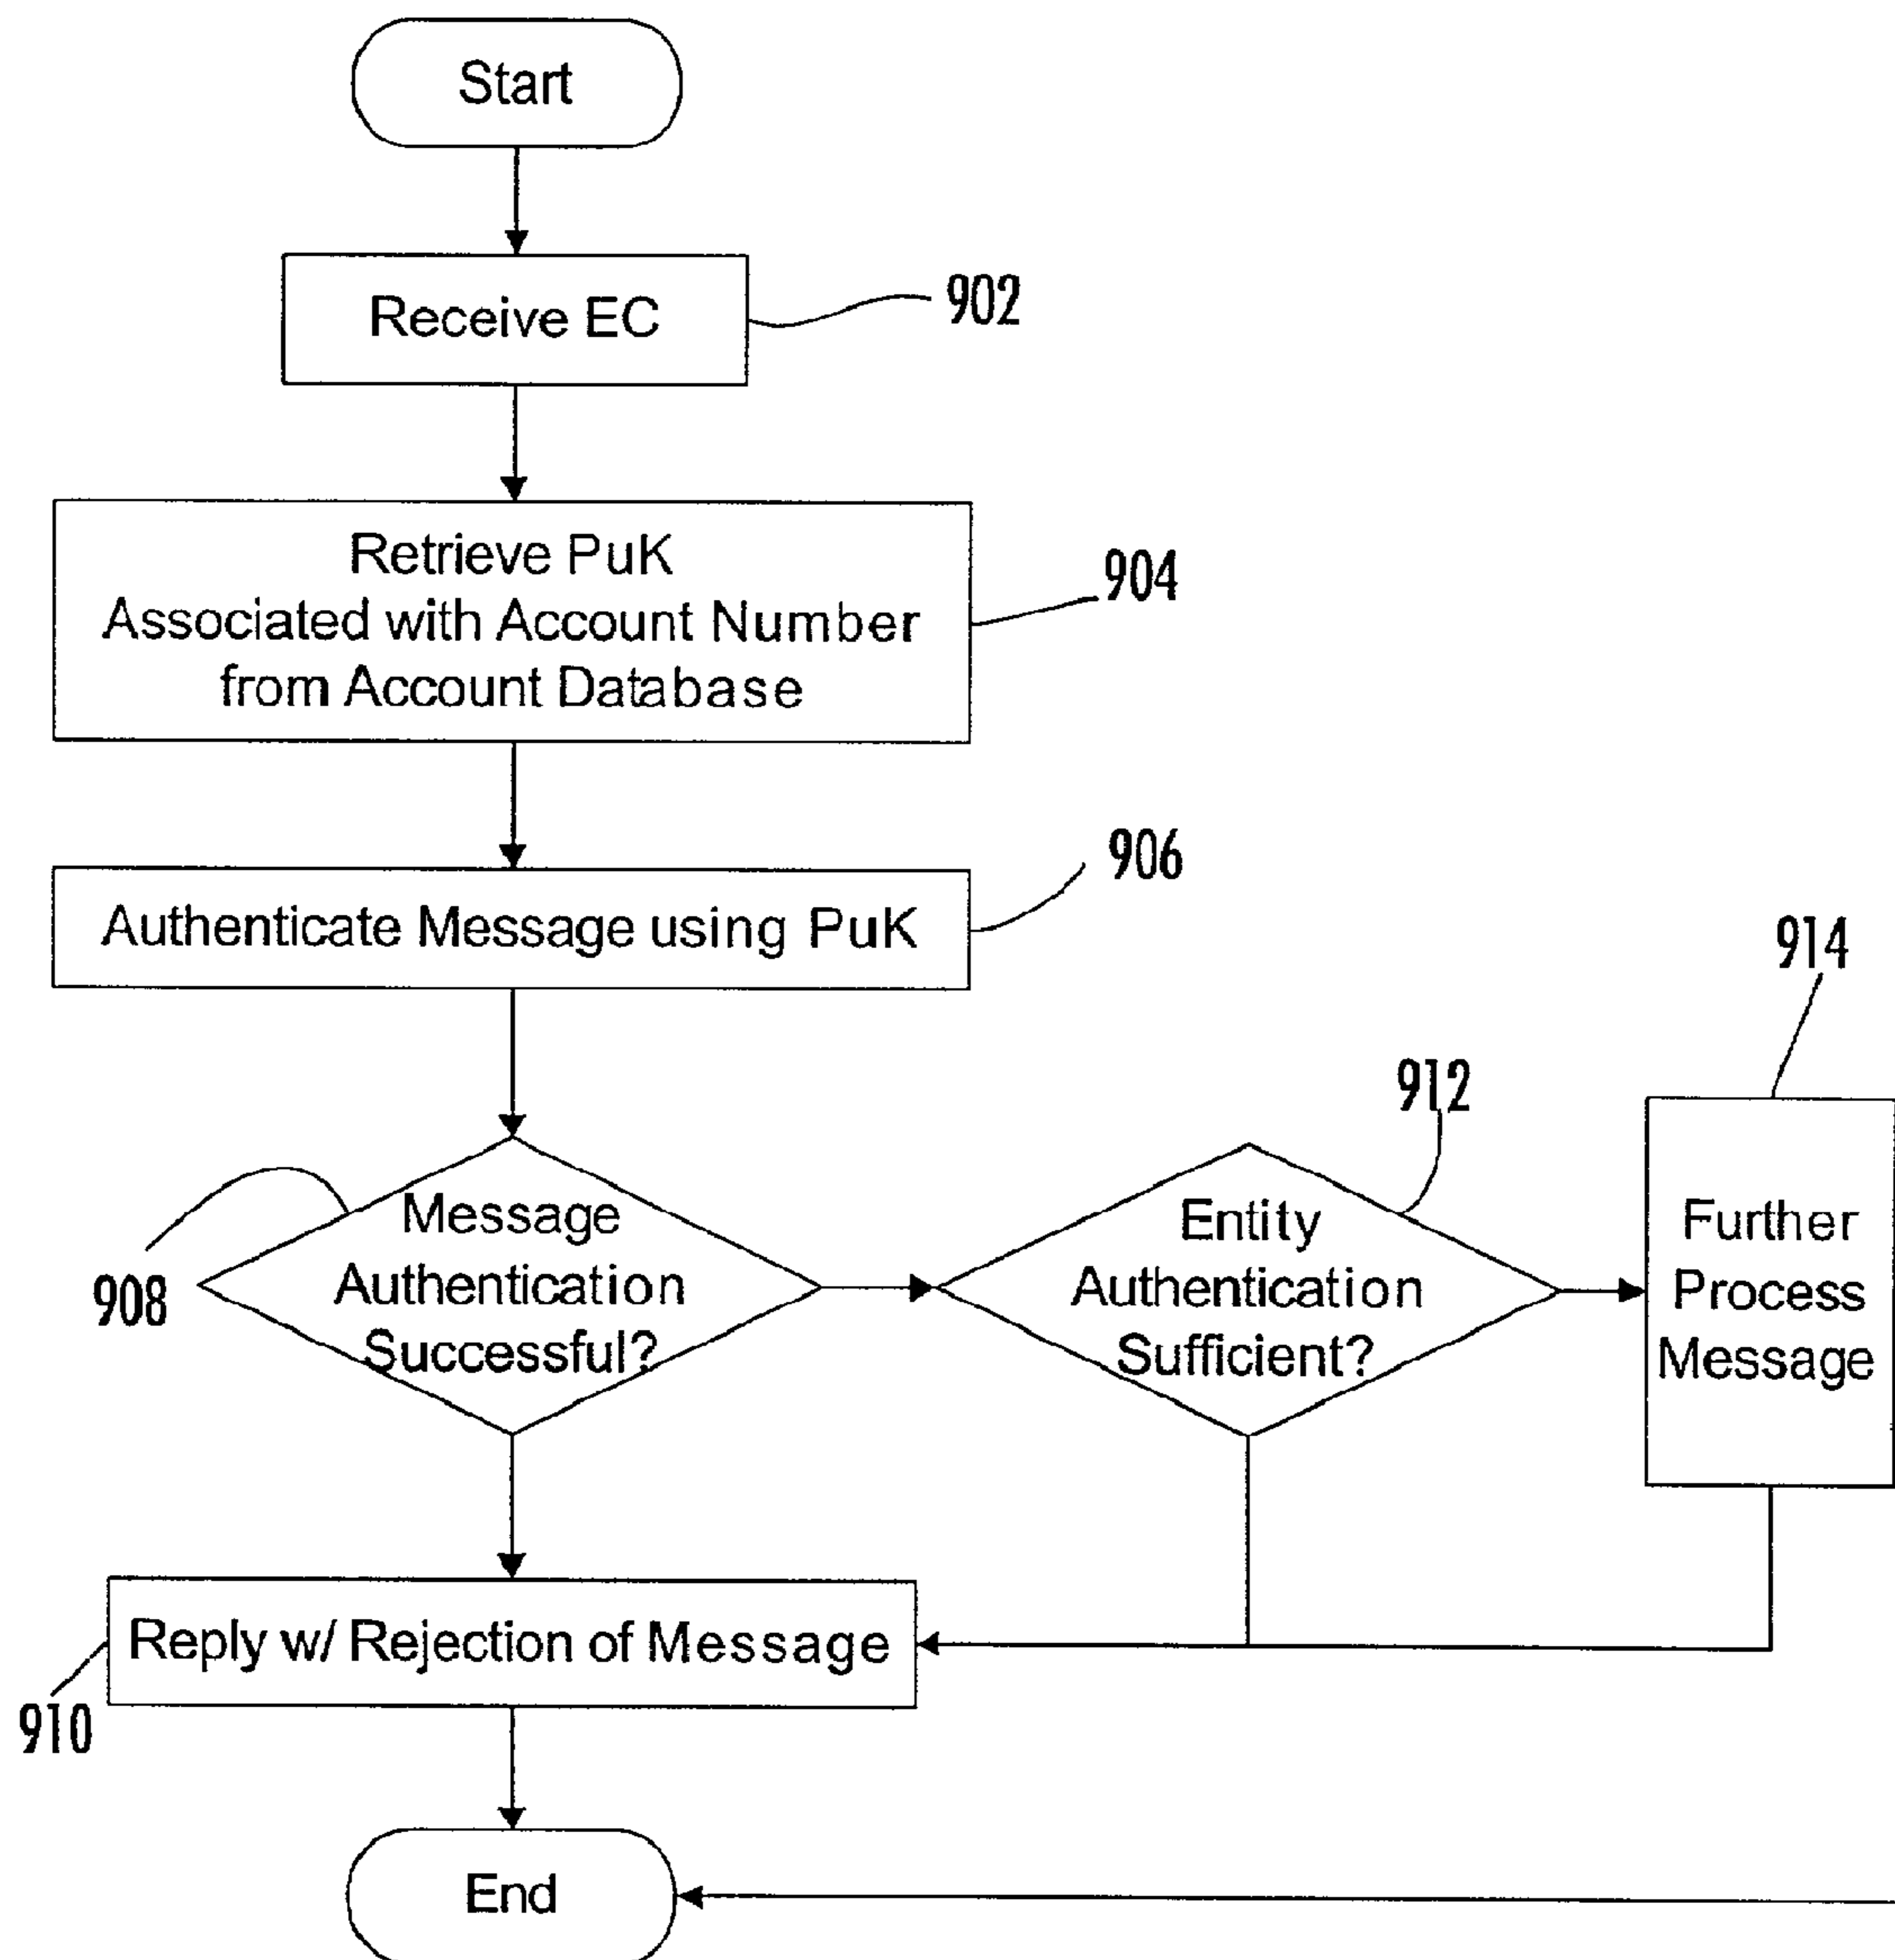 Start
Receive EC
902
Retrieve PuK
Associated with Account Number
from Account Database
904
Authenticate Message using PuK
906
Message
Authentication
Successful?
908
Entity
Authentication
Sufficient?
912
Further
Process
Message
914
Reply w/ Rejection of Message
910
End